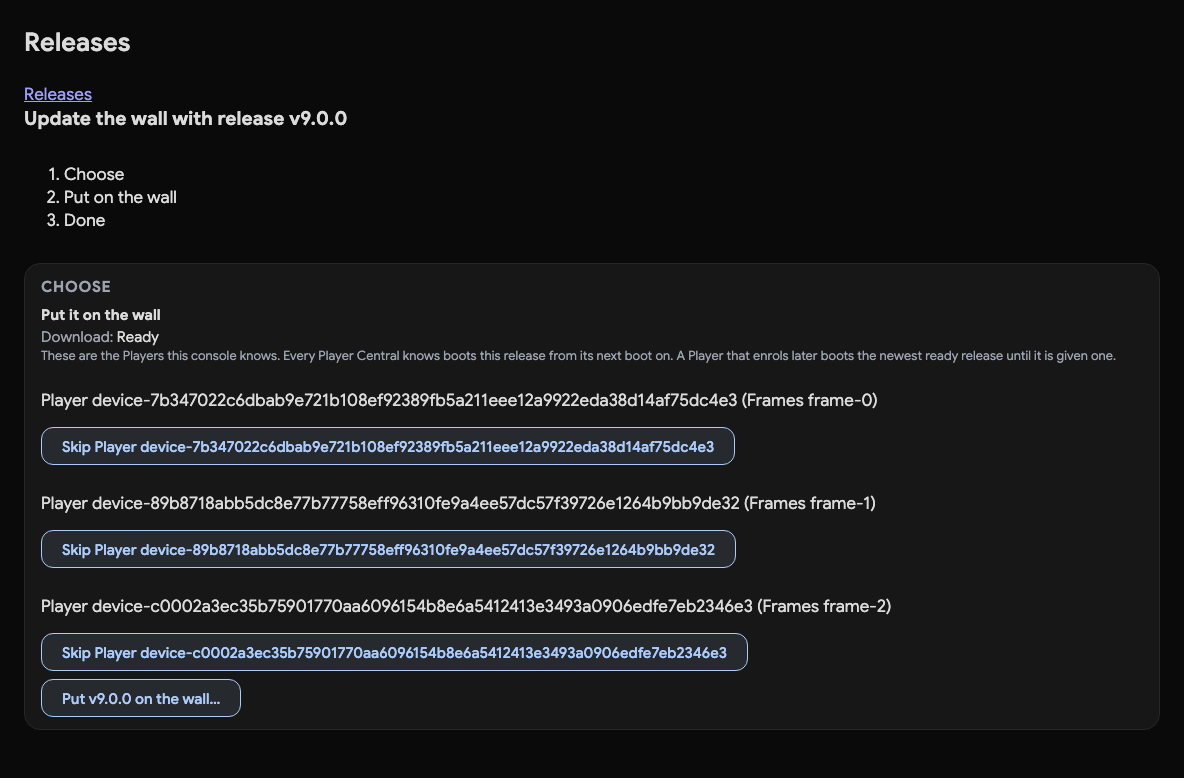 Releases
Releases
Update the wall with release v9.0.0
1. Choose
2. Put on the wall
3. Done
CHOOSE
Put it on the wall
Download: Ready
These are the Players this console knows. Every Player Central knows boots this release from its next boot on. A Player that enrols later boots the newest ready release until it is given one.
Player device-7b347022c6dbab9e721b108ef92389fb5a211eee12a9922eda38d14af75dc4e3 (Frames frame-0)
Skip Player device-7b347022c6dbab9e721b108ef92389fb5a211eee12a9922eda38d14af75dc4e3
Player device-89b8718abb5dc8e77b77758eff96310fe9a4ee57dc57f39726e1264b9bb9de32 (Frames frame-1)
Skip Player device-89b8718abb5dc8e77b77758eff96310fe9a4ee57dc57f39726e1264b9bb9de32
Player device-c0002a3ec35b75901770aa6096154b8e6a5412413e3493a0906edfe7eb2346e3 (Frames frame-2)
Skip Player device-c0002a3ec35b75901770aa6096154b8e6a5412413e3493a0906edfe7eb2346e3
Put v9.0.0 on the wall...